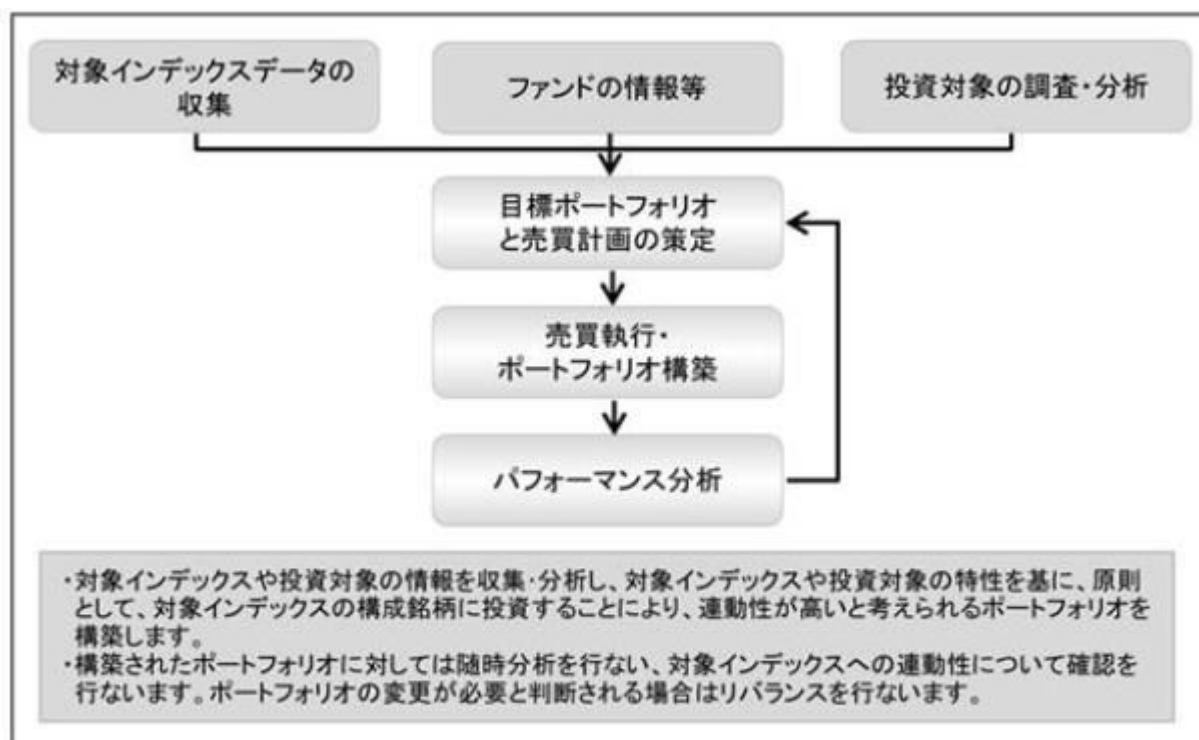 対象インデックスデータの
収集
ファンドの情報等
投資対象の調査・分析
目標ポートフォリオ
と売買計画の策定
売買執行・
ポートフォリオ構築
パフォーマンス分析
・対象インデックスや投資対象の情報を収集・分析し、対象インデックスや投資対象の特性を基に、原則
として、対象インデックスの構成銘柄に投資することにより、連動性が高いと考えられるポートフォリオを
構築します。
・構築されたポートフォリオに対しては随時分析を行ない、対象インデックスへの連動性について確認を
行ないます。ポートフォリオの変更が必要と判断される場合はリバランスを行ないます。